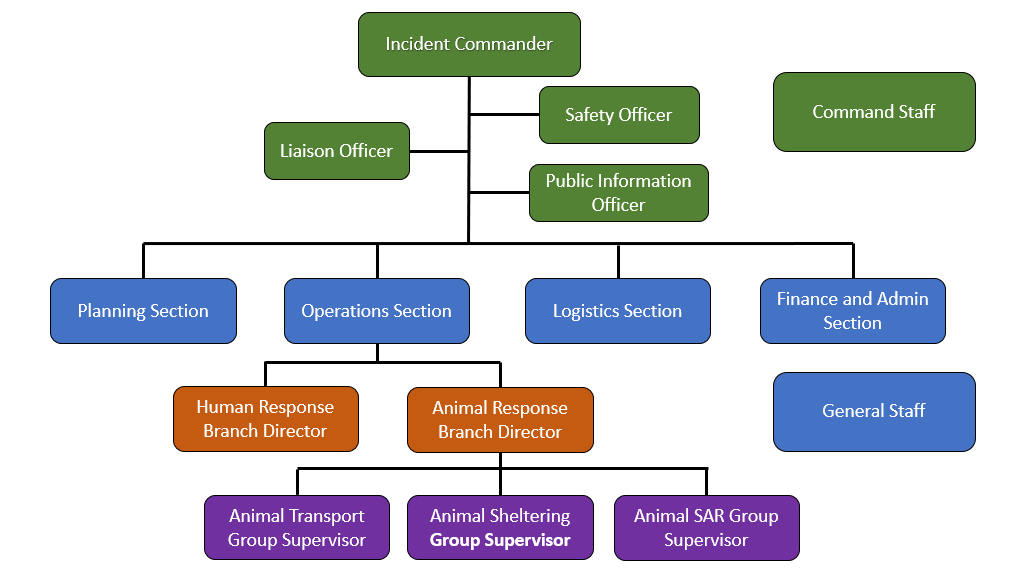 Incident Commander
Safety Officer
Command Staff
Liaison Officer
Public Information
Officer
Planning Section
Operations Section
Logistics Section
Finance and Admin
Section
Human Response
Branch Director
Animal Response
Branch Director
General Staff
Animal Transport
Group Supervisor
Animal Sheltering
Group Supervisor
Animal SAR Group
Supervisor